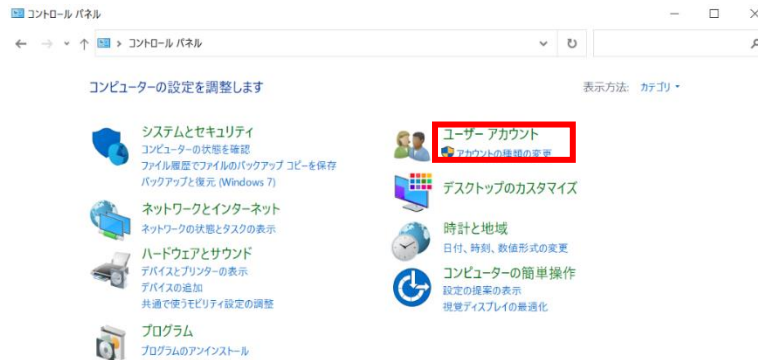 コントロール パネル
コントロール パネル
コンピューターの設定を調整します
表示方法: カテゴリ
システムとセキュリティ
コンピューターの状態を確認
ファイル履歴でファイルのバックアップ コピーを保存
バックアップと復元 (Windows 7)
ネットワークとインターネット
ネットワークの状態とタスクの表示
ハードウェアとサウンド
デバイスとプリンターの表示
デバイスの追加
共通で使うモビリティ設定の調整
プログラム
プログラムのアンインストール
ユーザー アカウント
アカウントの種類の変更
デスクトップのカスタマイズ
時計と地域
日付、時刻、数値形式の変更
コンピューターの簡単操作
設定の提案の表示
視覚ディスプレイの最適化